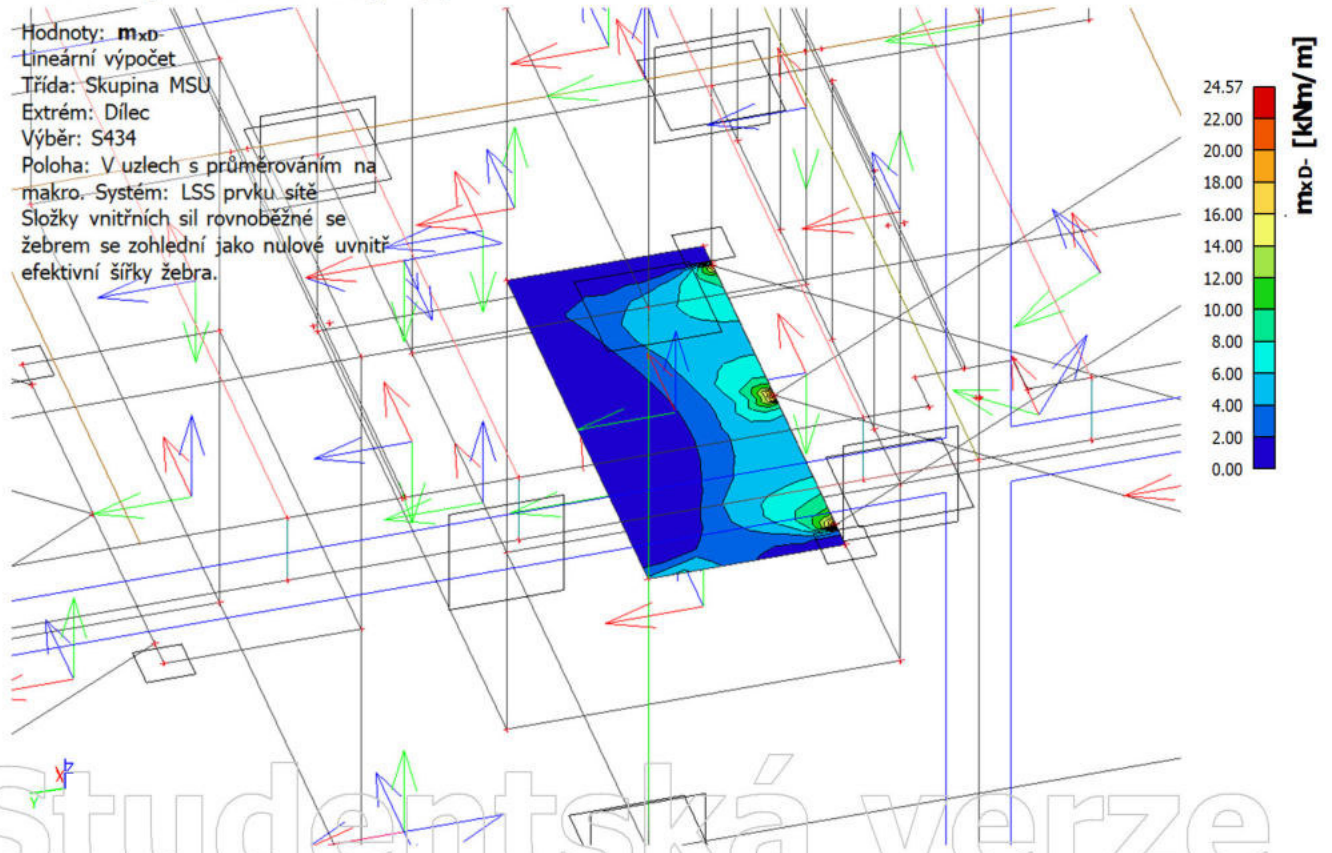 Hodnoty: mxD-
Lineární výpočet
Třída: Skupina MSU
Extrém: Dílec
Výběr: S434
Poloha: V uzlech s průměrováním na
makro. Systém: LSS prvku sítě
Složky vnitřních sil rovnoběžné se
žebrem se zohlední jako nulové uvnitř
efektivní šířky žebra.
24.57
22.00
20.00
18.00
16.00
14.00
12.00
10.00
8.00
6.00
4.00
2.00
0.00
mxD- [kNm/m]
X
Z
Y
Studentská verze